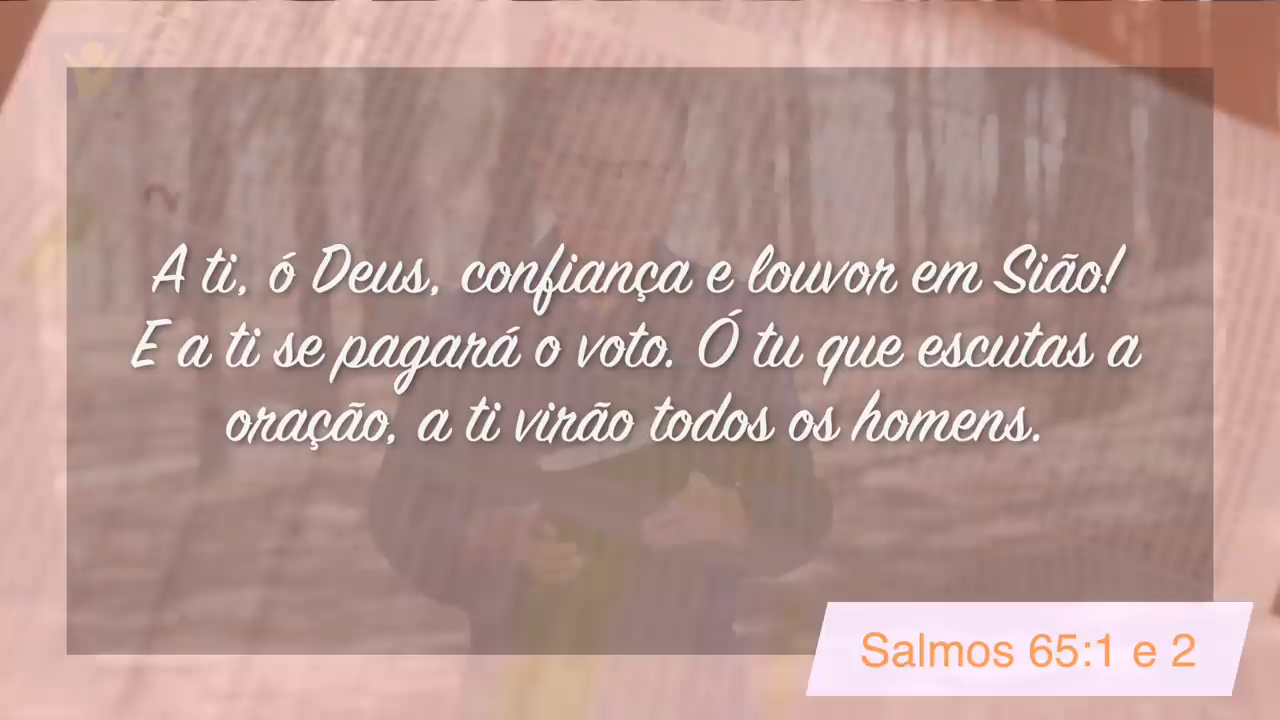 A ti, ó Deus, confiança e louvor em Sião!
E a ti se pagará o voto. Ó tu que escutas a
oração, a ti virão todos os homens.
Salmos 65:1 e 2